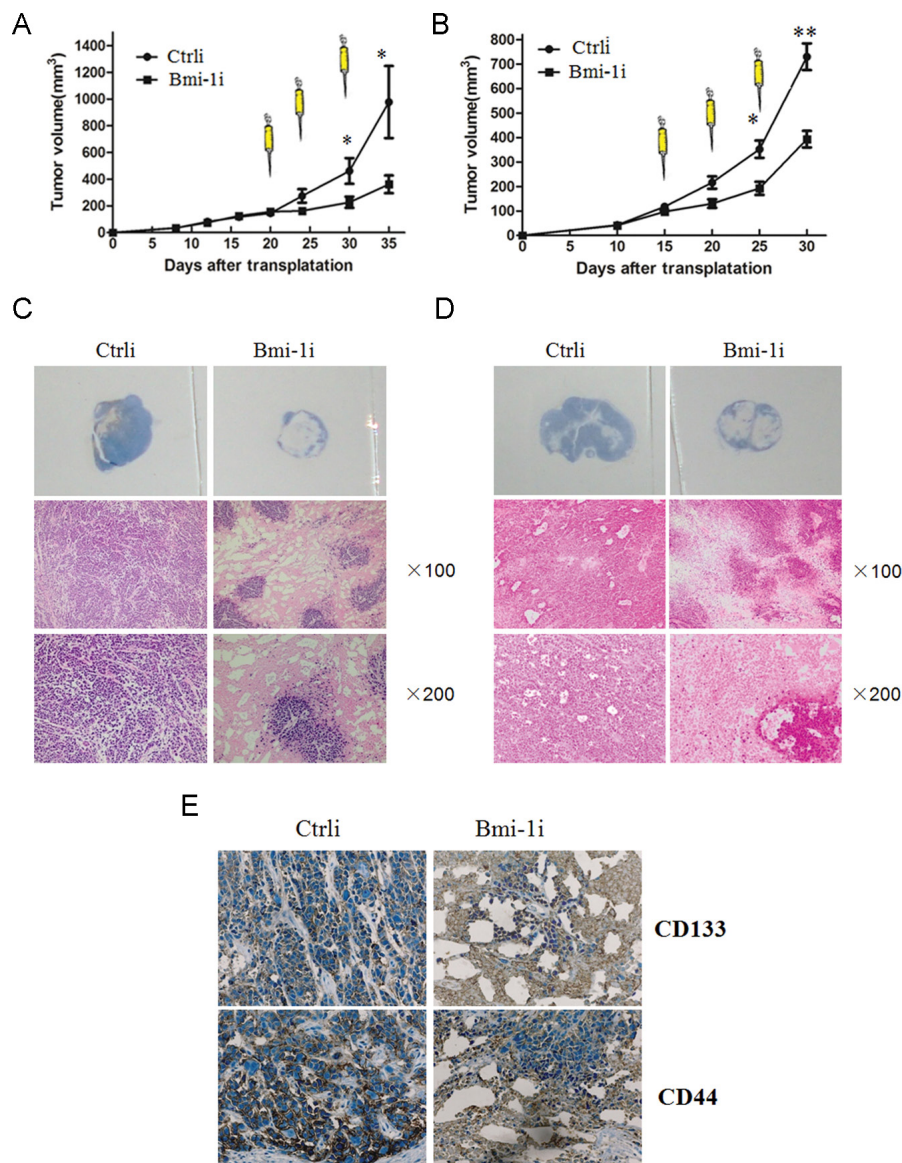 A
Tumor volume(mm3)
1400
1200
1000
800
600
400
200
0
Ctrli
Bmi-1i
*
*
0 5 10 15 20 25 30 35
Days after transplatation
B
Tumor volume(mm3)
800
700
600
500
400
300
200
100
0
Ctrli
Bmi-1i
*
**
0 5 10 15 20 25 30
Days after transplatation
C
Ctrli Bmi-1i
×100
×200
D
Ctrli Bmi-1i
×100
×200
E
Ctrli Bmi-1i
CD133
CD44